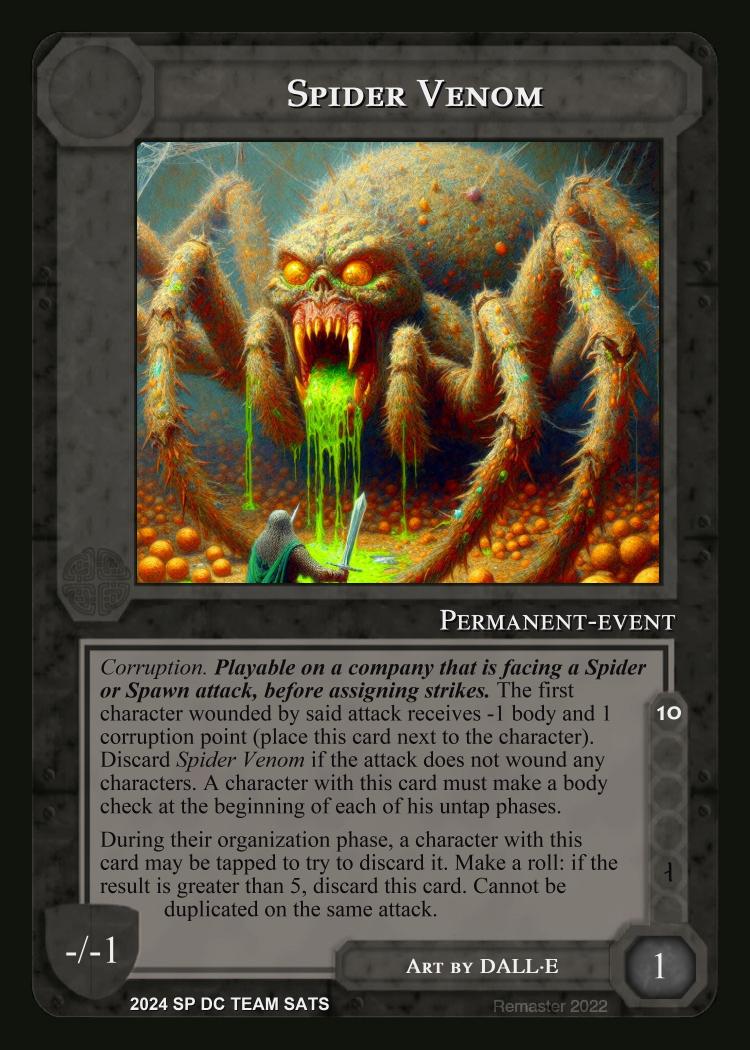 Spider Venom
Permanent-event
Corruption. Playable on a company that is facing a Spider
or Spawn attack, before assigning strikes. The first
character wounded by said attack receives -1 body and 1
corruption point (place this card next to the character).
Discard Spider Venom if the attack does not wound any
characters. A character with this card must make a body
check at the beginning of each of his untap phases.
During their organization phase, a character with this
card may be tapped to try to discard it. Make a roll: if the
result is greater than 5, discard this card. Cannot be
duplicated on the same attack.
10
-/-1
Art by DALL·E
1
2024 SP DC TEAM SATS
Remaster 2022